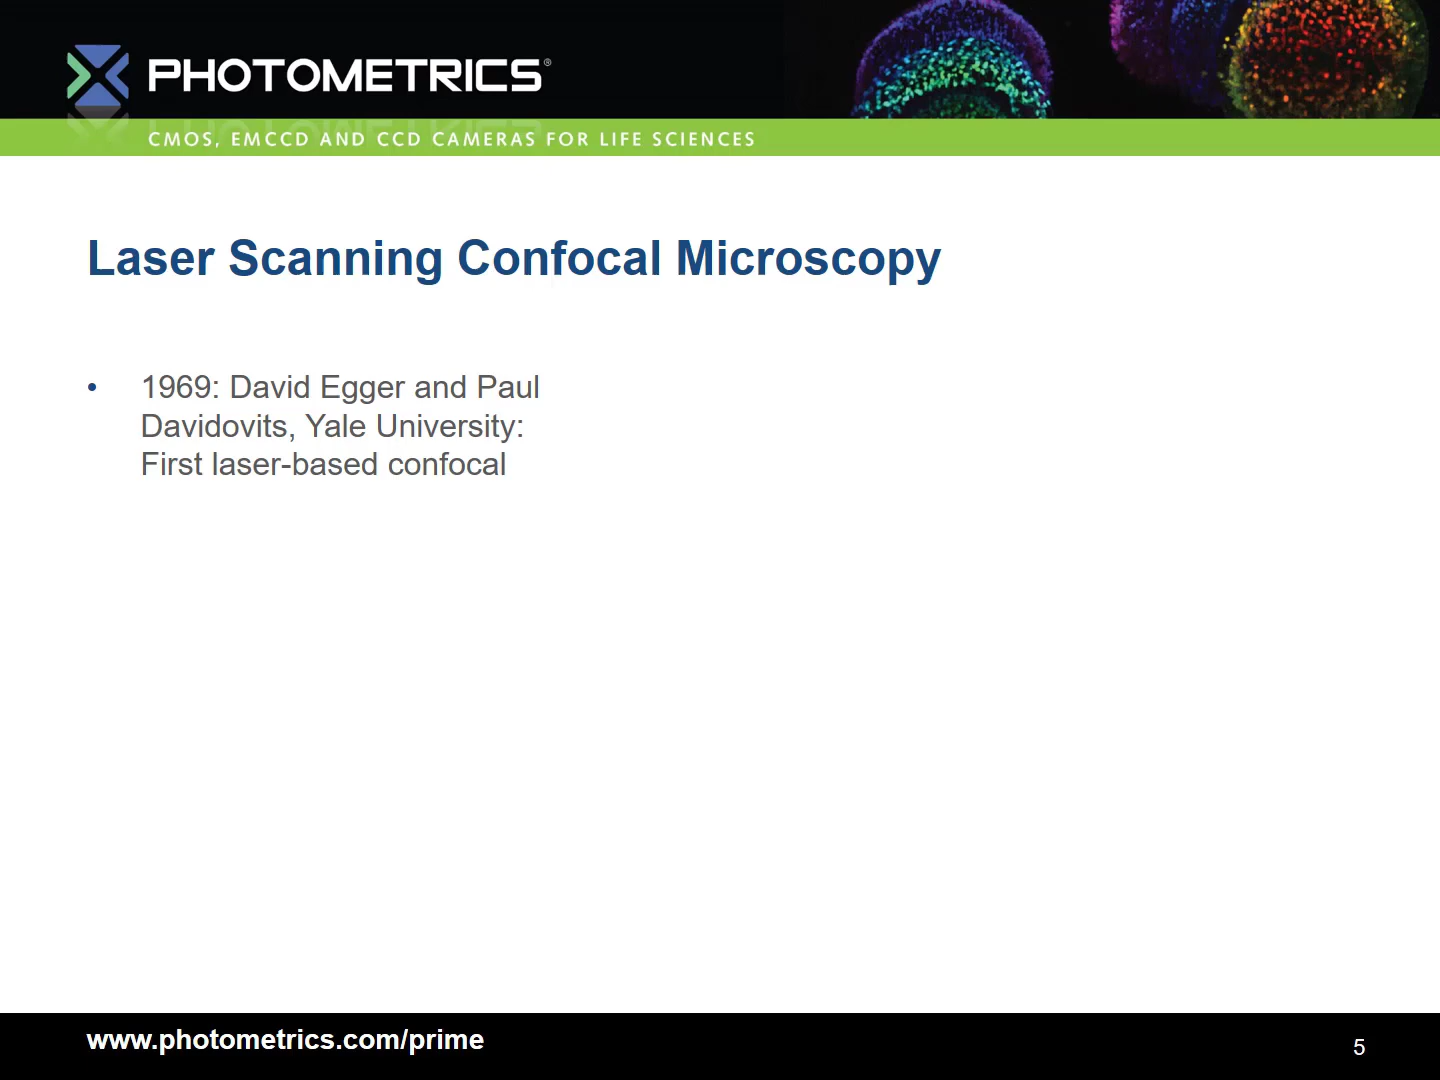 PHOTOMETRICS®
CMOS, EMCCD AND CCD CAMERAS FOR LIFE SCIENCES
Laser Scanning Confocal Microscopy
• 1969: David Egger and Paul
Davidovits, Yale University:
First laser-based confocal
www.photometrics.com/prime
5